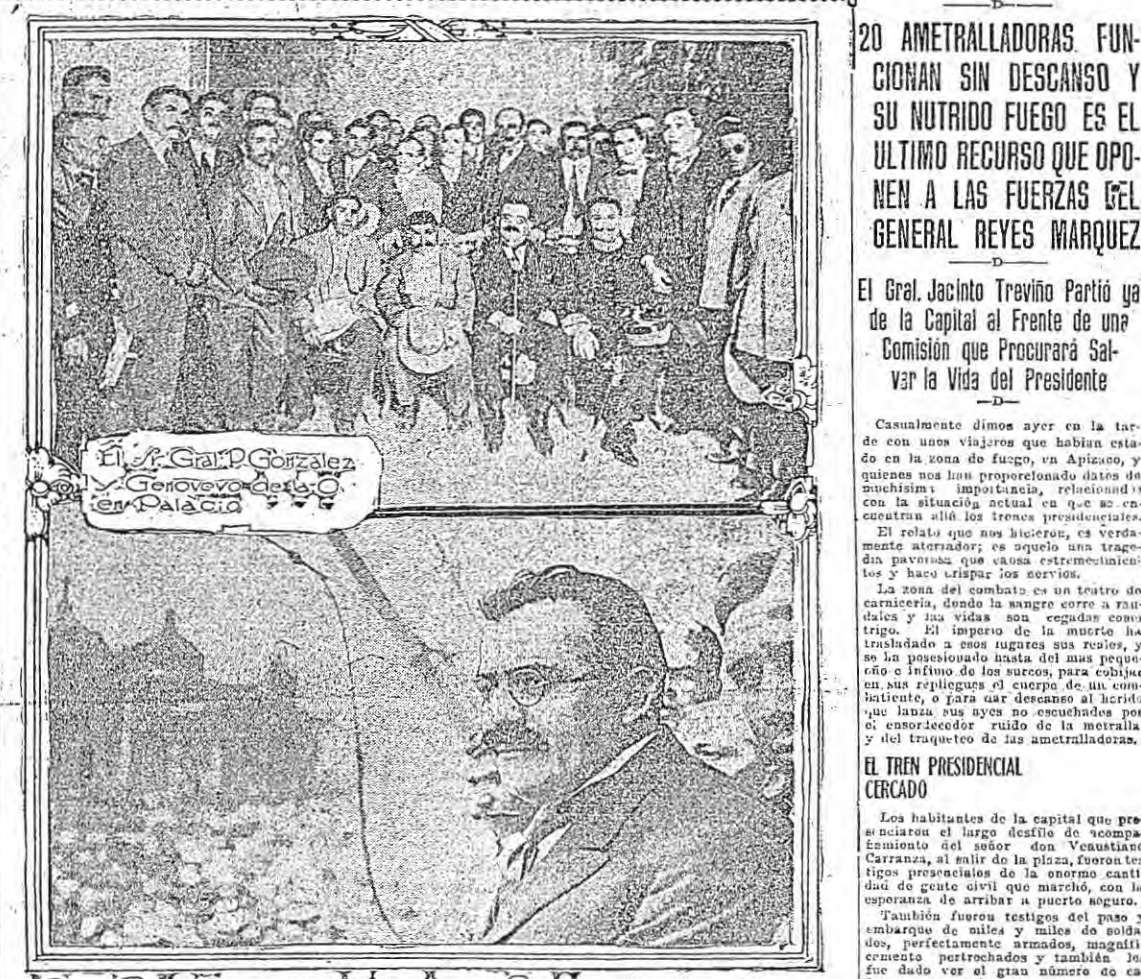 El Sr. Gral. P. González
y Genovevo de la O
en Palacio
20 AMETRALLADORAS FUN-
CIONAN SIN DESCANSO Y
SU NUTRIDO FUEGO ES EL
ULTIMO RECURSO QUE OPO-
NEN A LAS FUERZAS DEL
GENERAL REYES MARQUEZ
El Gral. Jacinto Treviño Partió ya
de la Capital al Frente de una
Comisión que Procurará Sal-
var la Vida del Presidente
Casualmente dimos ayer en la tar-
de con unos viajeros que habían esta-
do en la zona de fuego, en Apizaco, y
quienes nos han proporcionado datos de
muchísima importancia, relacionad
con la situación actual en que se en-
cuentran allí los trenes presidenciales.
El relato que nos hicieron, es verda-
mente aterrador; es aquello una trage-
dia pavorosa que causa estremecimien-
tos y hace crispar los nervios.
La zona del combate es un teatro de
carnicería, donde la sangre corre a rau-
dales y las vidas son cegadas como
trigo. El imperio de la muerte ha
trasladado a esos lugares sus reales, y
se ha posesionado hasta del mas peque-
ño e ínfimo de los surcos, para cobijar
en sus repliegues el cuerpo de un com-
batiente, o para dar descanso al herido
que lanza sus ayes no escuchados por
el ensordecedor ruido de la metralla
y del traqueteo de las ametralladoras.
EL TREN PRESIDENCIAL
CERCADO
Los habitantes de la capital que pre-
senciaron el largo desfile de acompa-
ñamiento del señor don Venustiano
Carranza, al salir de la plaza, fueron tes
tigos presenciales de la enorme canti
dad de gente civil que marchó, con la
esperanza de arribar a puerto seguro.
También fueron testigos del paso y
embarque de miles y miles de solda
dos, perfectamente armados, magnífi
camente pertrechados y también les
fue dado ver el gran número de